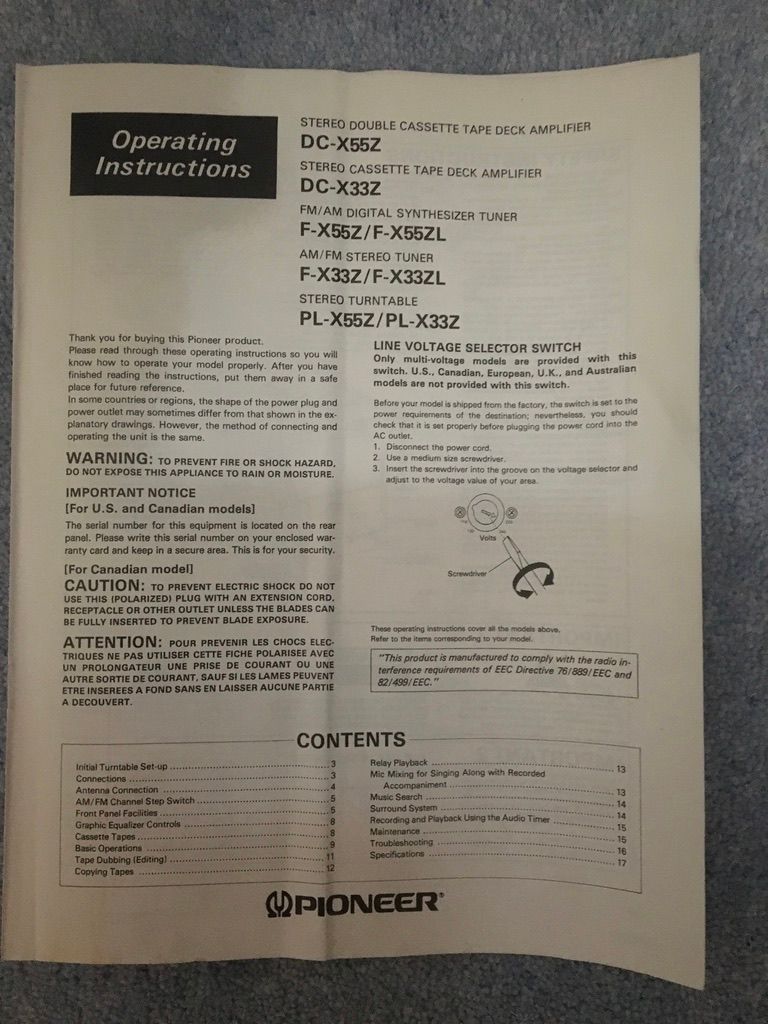 Operating
Instructions
STEREO DOUBLE CASSETTE TAPE DECK AMPLIFIER
DC-X55Z
STEREO CASSETTE TAPE DECK AMPLIFIER
DC-X33Z
FM/AM DIGITAL SYNTHESIZER TUNER
F-X55Z/F-X55ZL
AM/FM STEREO TUNER
F-X33Z/F-X33ZL
STEREO TURNTABLE
PL-X55Z/PL-X33Z
Thank you for buying this Pioneer product.
Please read through these operating instructions so you will
know how to operate your model properly. After you have
finished reading the instructions, put them away in a safe
place for future reference.
In some countries or regions, the shape of the power plug and
power outlet may sometimes differ from that shown in the ex-
planatory drawings. However, the method of connecting and
operating the unit is the same.
WARNING: TO PREVENT FIRE OR SHOCK HAZARD,
DO NOT EXPOSE THIS APPLIANCE TO RAIN OR MOISTURE.
IMPORTANT NOTICE
[For U.S. and Canadian models]
The serial number for this equipment is located on the rear
panel. Please write this serial number on your enclosed war-
ranty card and keep in a secure area. This is for your security.
[For Canadian model]
CAUTION: TO PREVENT ELECTRIC SHOCK DO NOT
USE THIS (POLARIZED) PLUG WITH AN EXTENSION CORD,
RECEPTACLE OR OTHER OUTLET UNLESS THE BLADES CAN
BE FULLY INSERTED TO PREVENT BLADE EXPOSURE.
ATTENTION: POUR PREVENIR LES CHOCS ELEC-
TRIQUES NE PAS UTILISER CETTE FICHE POLARISEE AVEC
UN PROLONGATEUR UNE PRISE DE COURANT OU UNE
AUTRE SORTIE DE COURANT, SAUF SI LES LAMES PEUVENT
ETRE INSEREES A FOND SANS EN LAISSER AUCUNE PARTIE
A DECOUVERT.
LINE VOLTAGE SELECTOR SWITCH
Only multi-voltage models are provided with this
switch. U.S., Canadian, European, U.K., and Australian
models are not provided with this switch.
Before your model is shipped from the factory, the switch is set to the
power requirements of the destination; nevertheless, you should
check that it is set properly before plugging the power cord into the
AC outlet.
1. Disconnect the power cord.
2. Use a medium size screwdriver.
3. Insert the screwdriver into the groove on the voltage selector and
adjust to the voltage value of your area.
Volts
Screwdriver
These operating instructions cover all the models above.
Refer to the items corresponding to your model.
"This product is manufactured to comply with the radio in-
terference requirements of EEC Directive 76/889/EEC and
82/499/EEC."
CONTENTS
Initial Turntable Set-up 3
Connections 3
Antenna Connection 4
AM/FM Channel Step Switch 5
Front Panel Facilities 5
Graphic Equalizer Controls 8
Cassette Tapes 8
Basic Operations 9
Tape Dubbing (Editing) 11
Copying Tapes 12
Relay Playback 13
Mic Mixing for Singing Along with Recorded
Accompaniment 13
Music Search 14
Surround System 14
Recording and Playback Using the Audio Timer 15
Maintenance 15
Troubleshooting 16
Specifications 17
PIONEER®